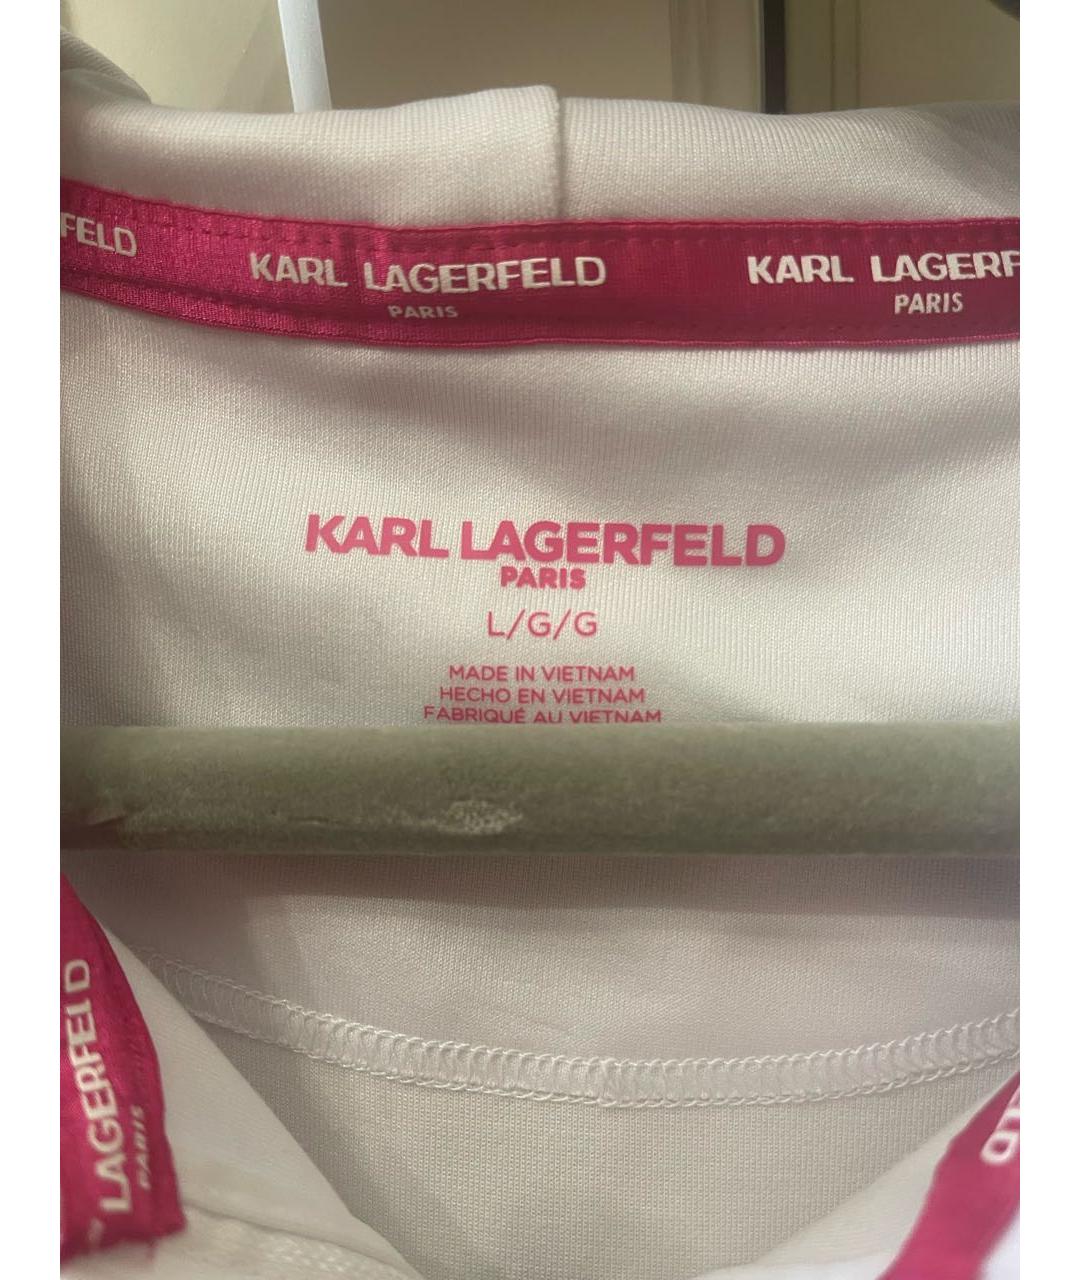 FELD
KARL LAGERFELD
PARIS
KARL LAGERF
PARIS
KARL LAGERFELD
PARIS
L/G/G
MADE IN VIETNAM
HECHO EN VIETNAM
FABRIQUÉ AU VIETNAM
LAGERFELD
PARIS
LD